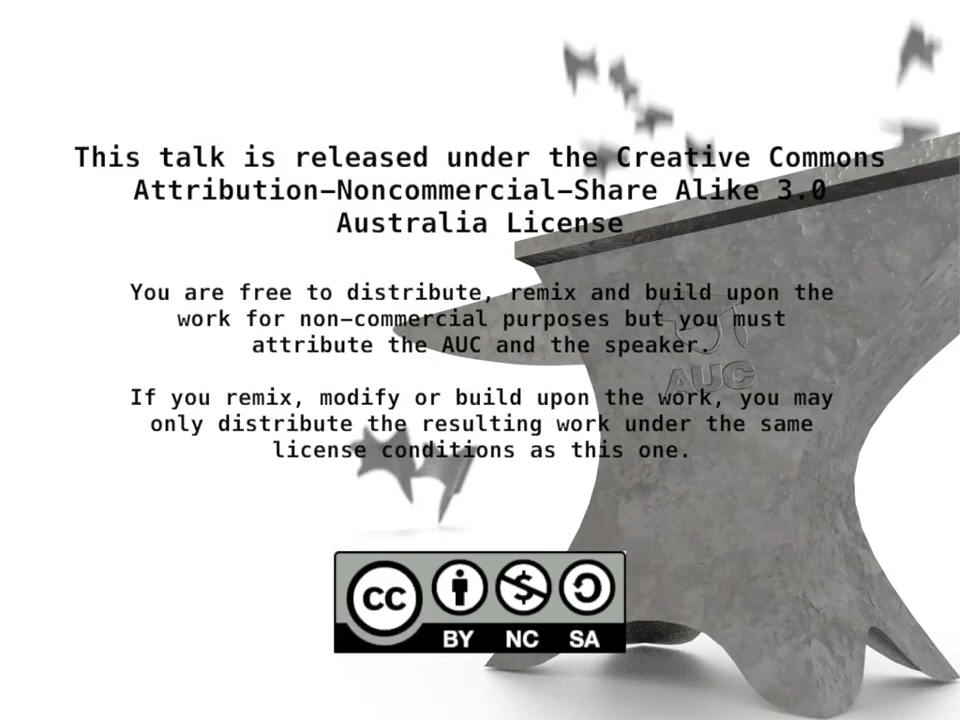 This talk is released under the Creative Commons
Attribution-Noncommercial-Share Alike 3.0
Australia License
You are free to distribute, remix and build upon the
work for non-commercial purposes but you must
attribute the AUC and the speaker.
AUC
If you remix, modify or build upon the work, you may
only distribute the resulting work under the same
license conditions as this one.
CC
BY NC SA